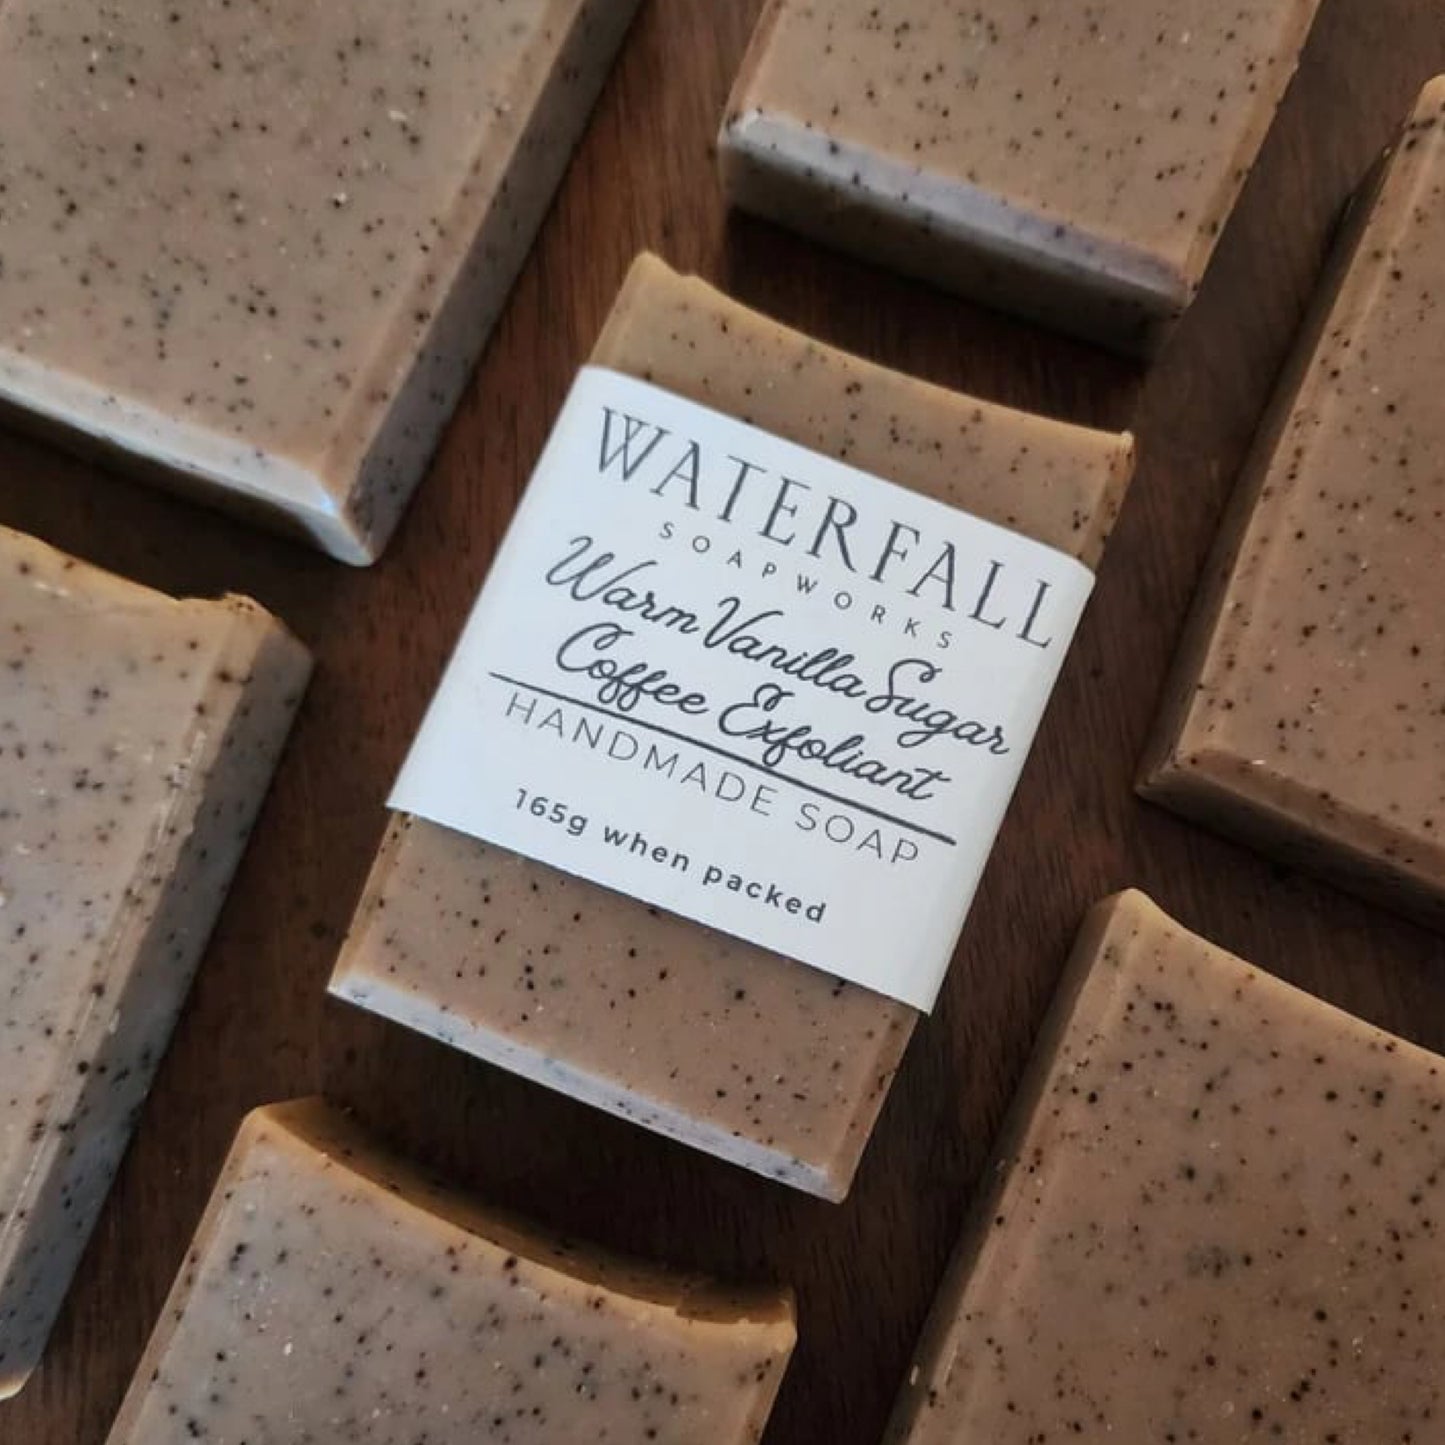 WATERFALL
SOAPWORKS
Warm Vanilla Sugar
Coffee Exfoliant
HANDMADE SOAP
165g when packed